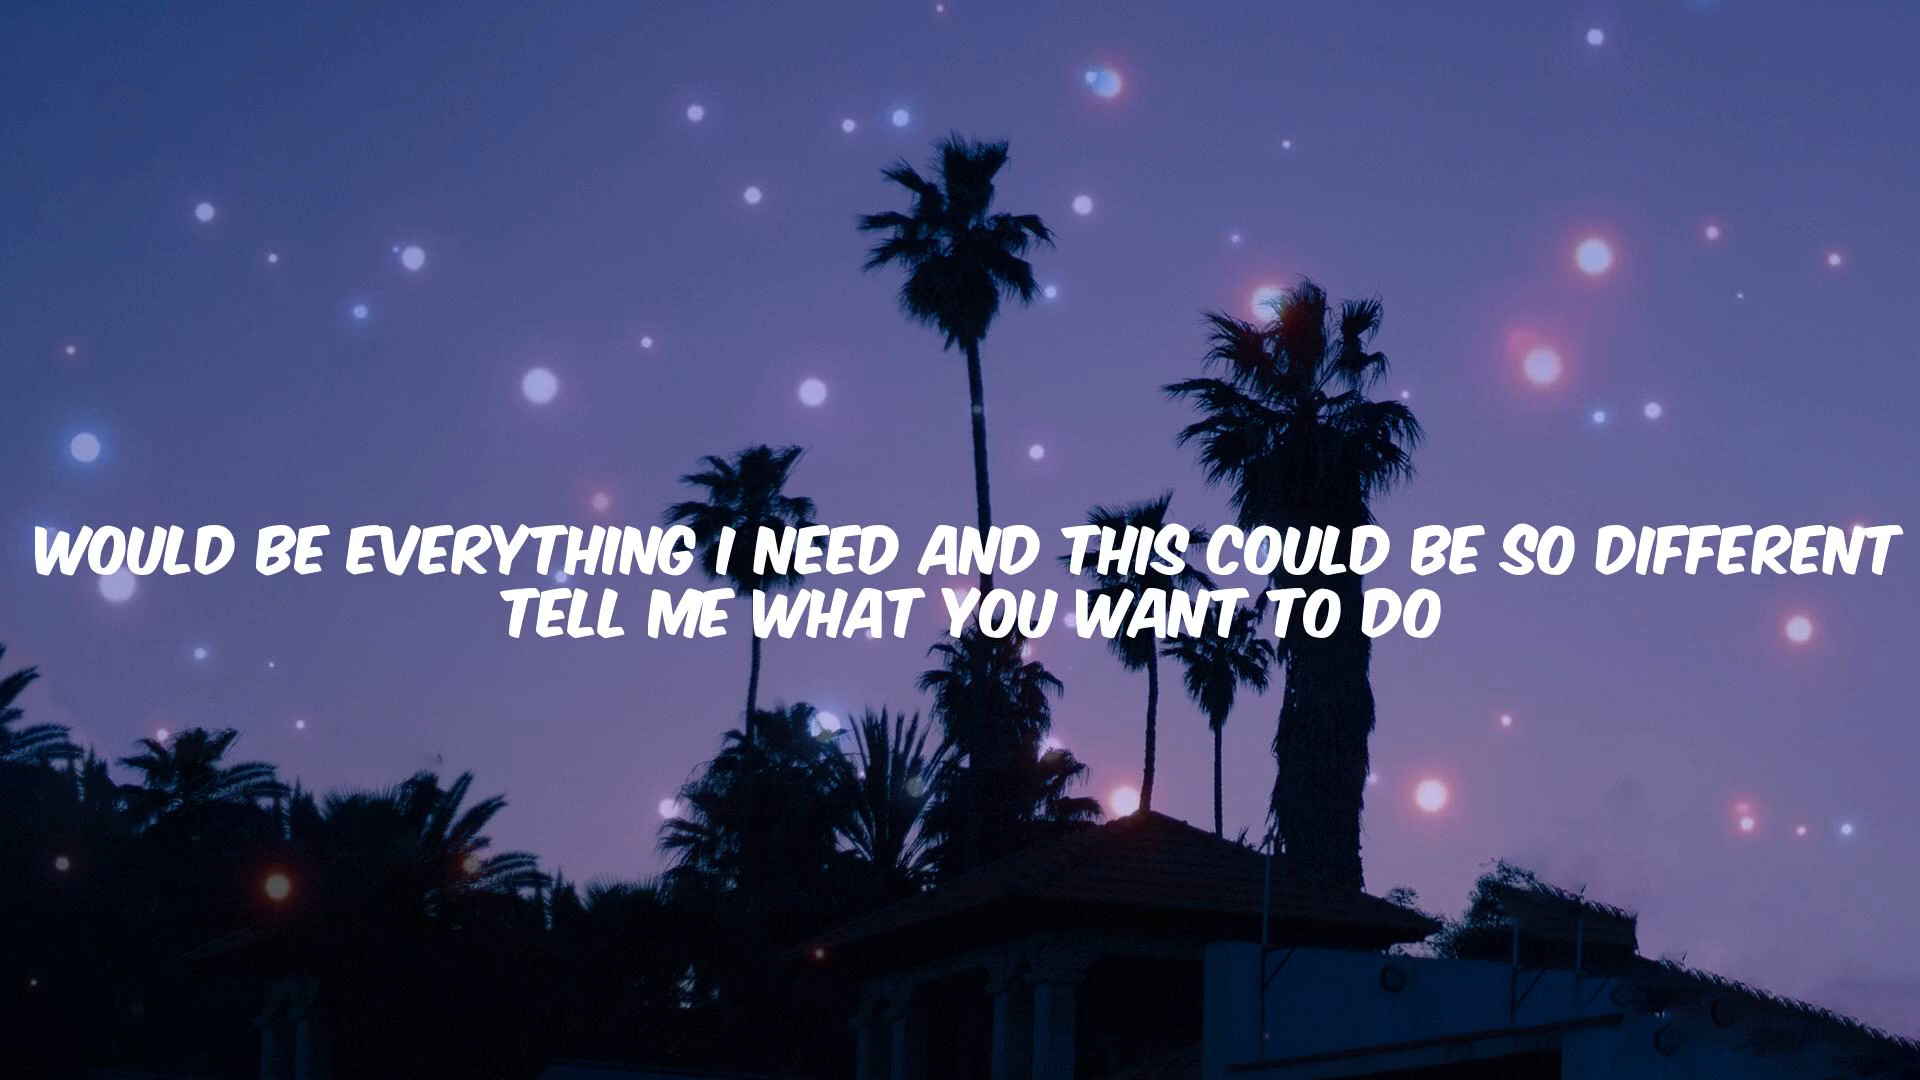 WOULD BE EVERYTHING I NEED AND THIS COULD BE SO DIFFERENT
TELL ME WHAT YOU WANT TO DO